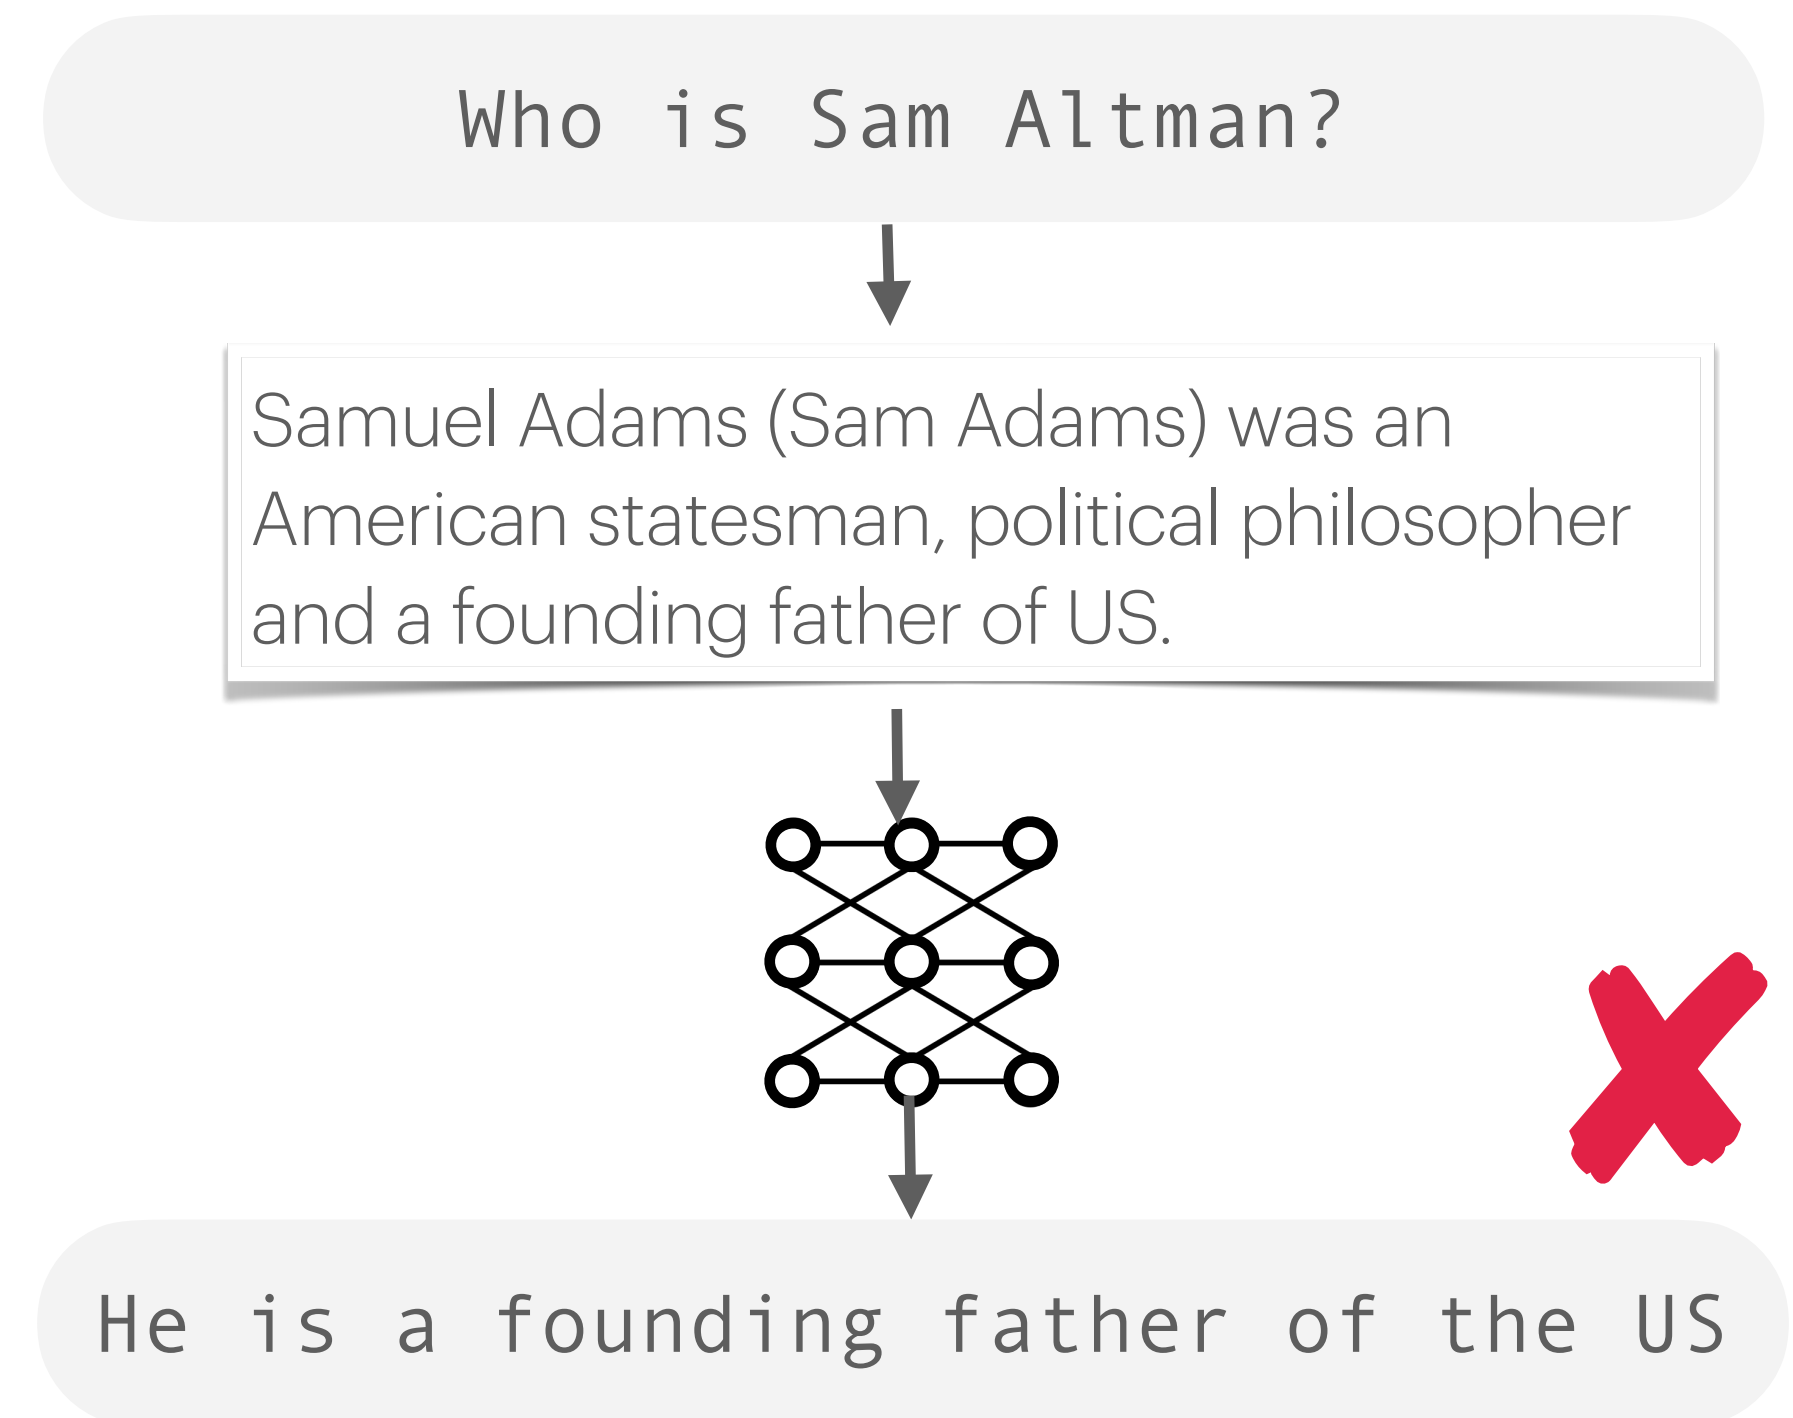 Who is Sam Altman?
Samuel Adams (Sam Adams) was an
American statesman, political philosopher
and a founding father of US.
He is a founding father of the US